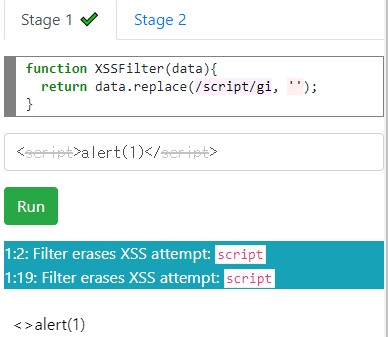 Stage 1 ✔ Stage 2
function XSSFilter(data){
return data.replace(/script/gi, '');
}
<script>alert(1)</script>
Run
1:2: Filter erases XSS attempt: script
1:19: Filter erases XSS attempt: script
<>alert(1)